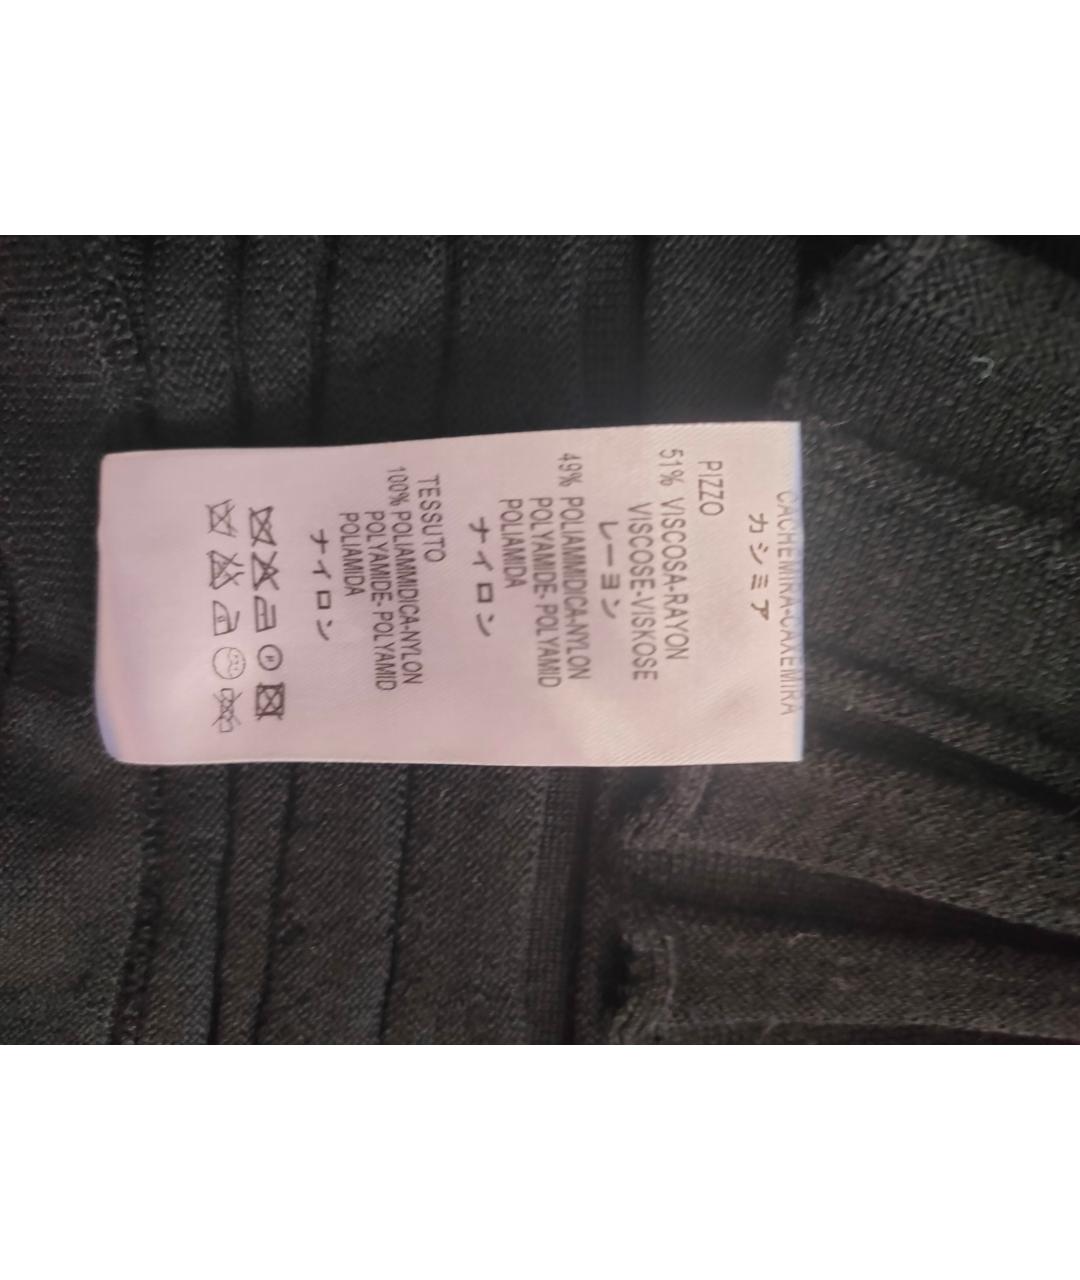 CACHEMIRA-CAXEMIRA
カシミア
PIZZO
51% VISCOSA-RAYON
VISCOSE-VISKOSE
レーヨン
49% POLIAMMIDICA-NYLON
POLYAMIDE-POLYAMID
POLIAMIDA
ナイロン
TESSUTO
100% POLIAMMIDICA-NYLON
POLYAMIDE-POLYAMID
POLIAMIDA
ナイロン
P